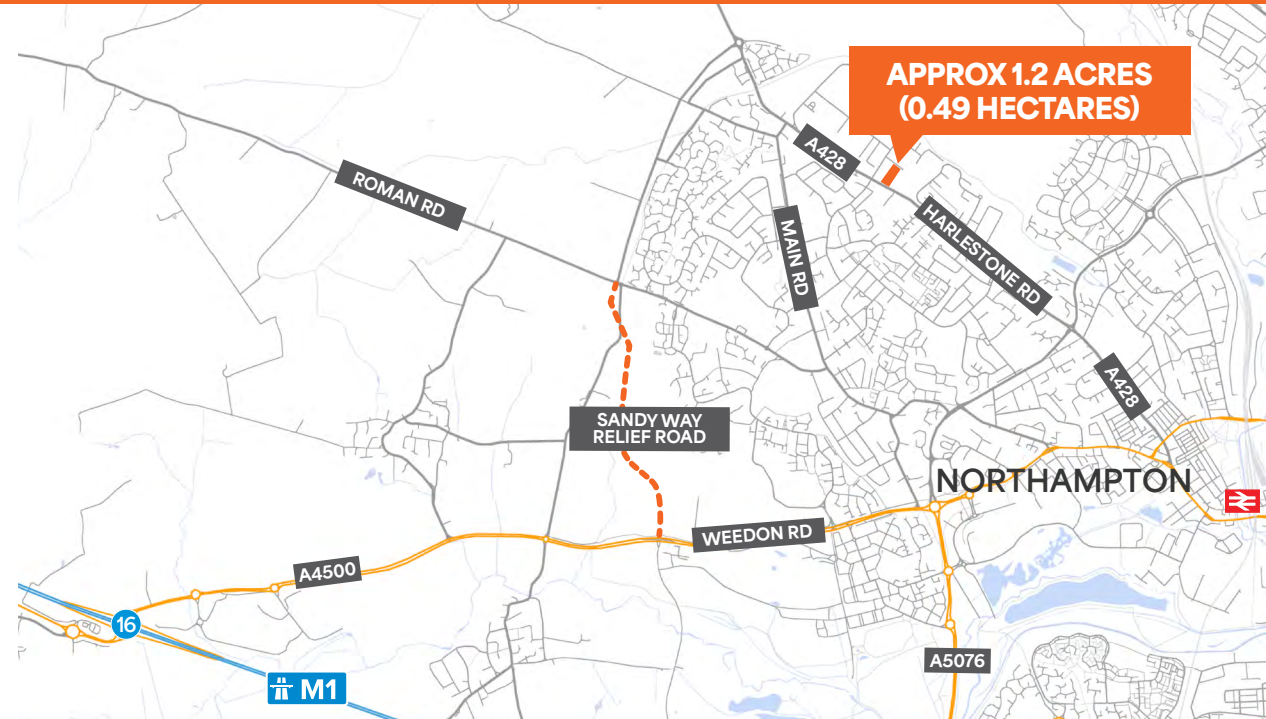 APPROX 1.2 ACRES
(0.49 HECTARES)
A428
ROMAN RD
HARLESTONE RD
MAIN RD
A428
SANDY WAY
RELIEF ROAD
NORTHAMPTON
WEEDON RD
A4500
16
A5076
M1